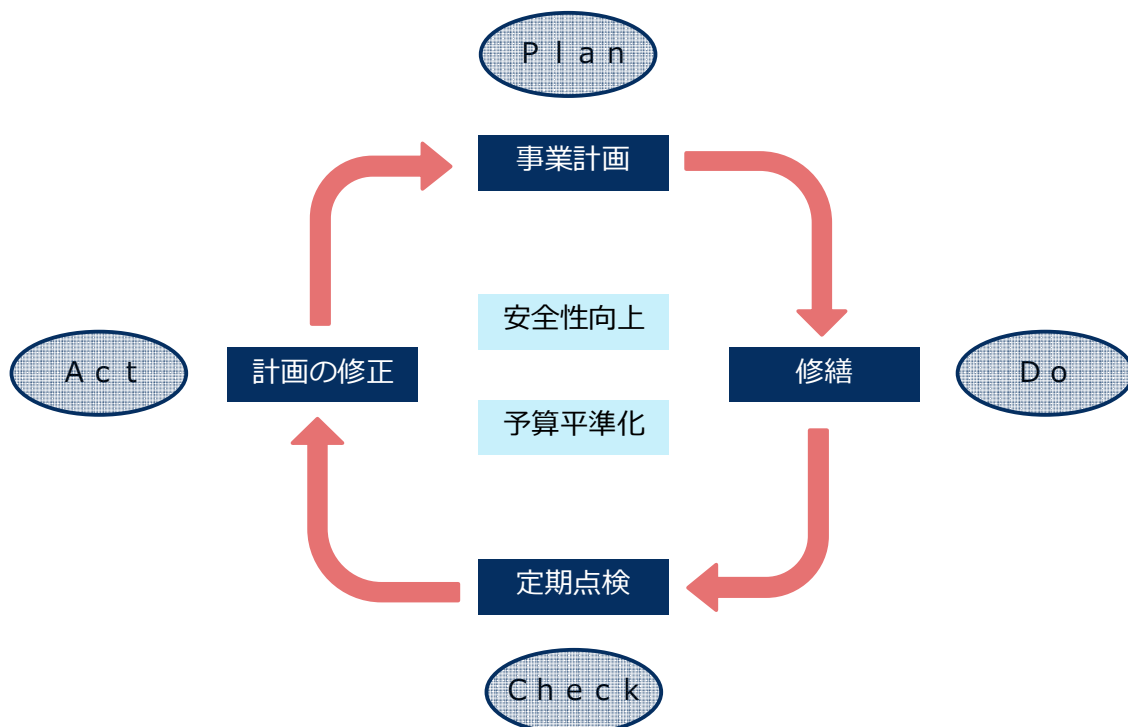 Ｐｌａｎ
事業計画
安全性向上
Ａｃｔ
計画の修正
修繕
Ｄｏ
予算平準化
定期点検
Ｃｈｅｃｋ